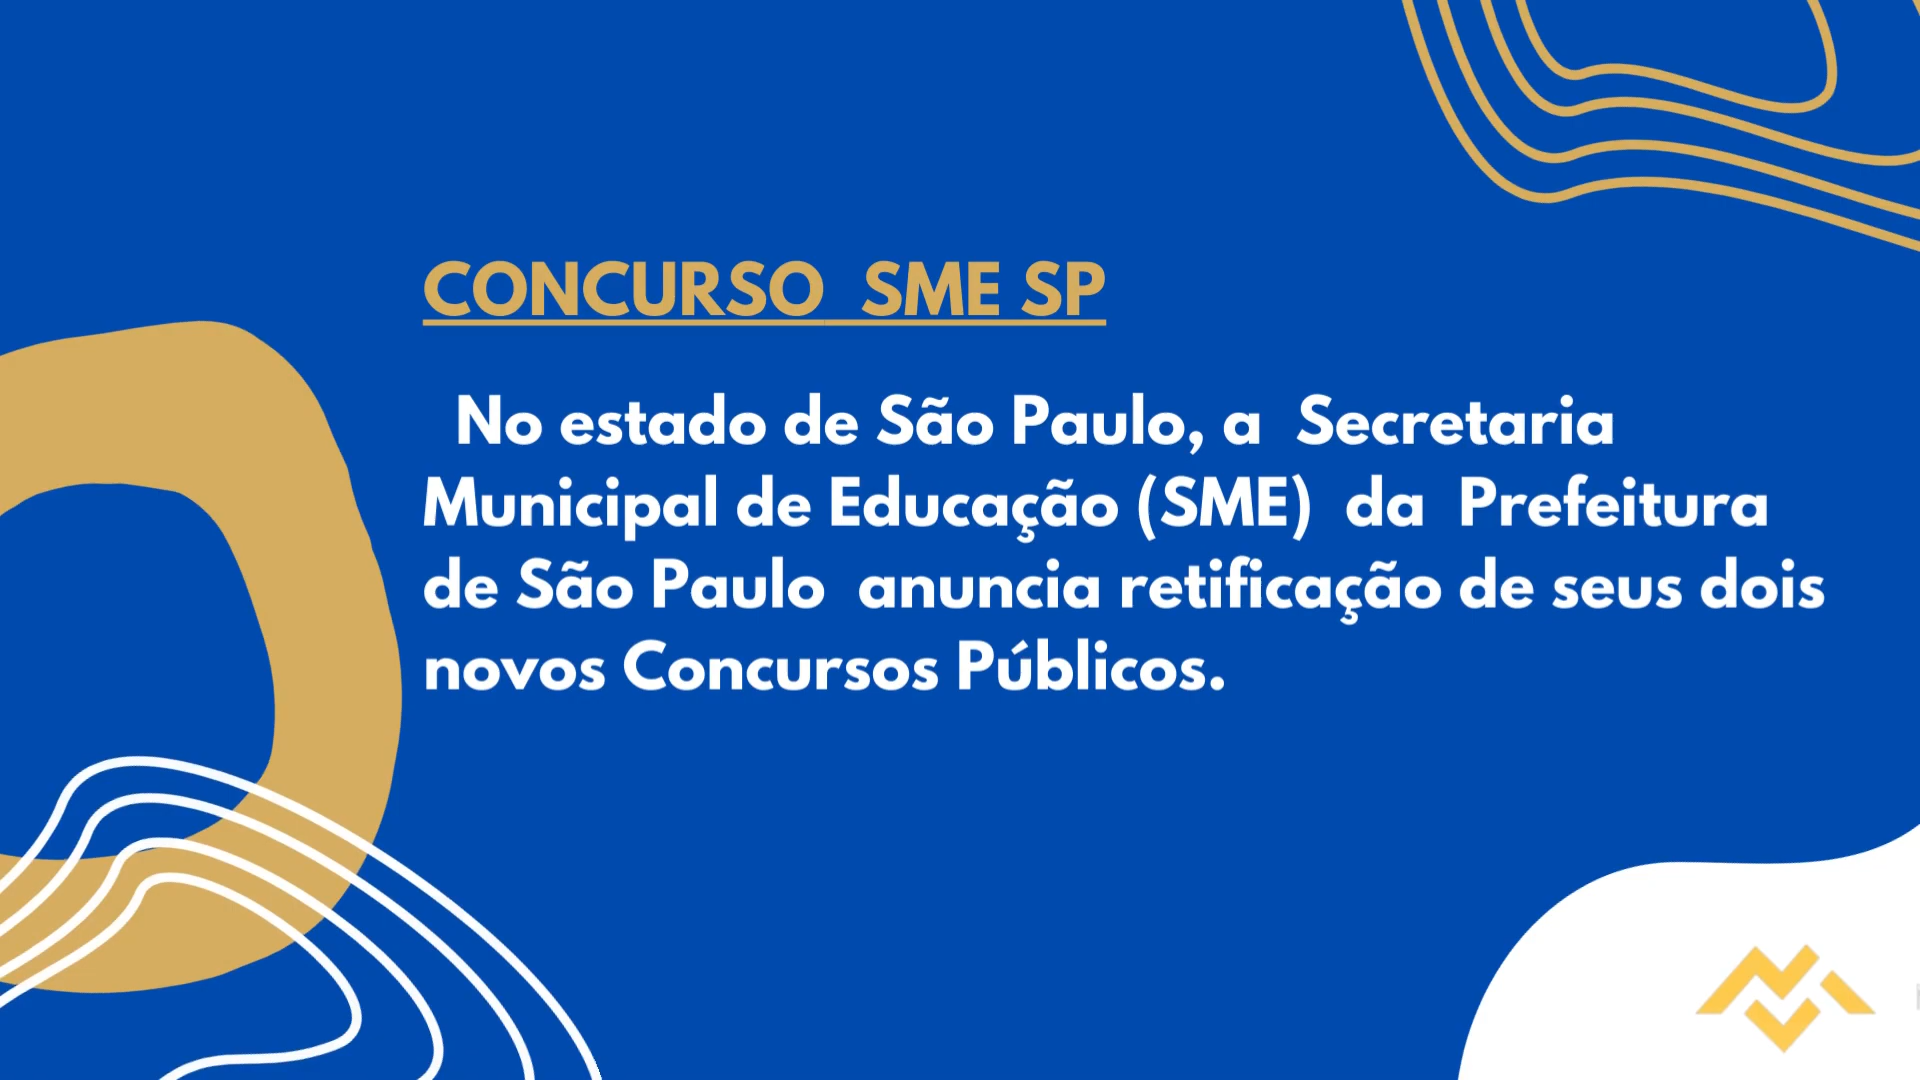 CONCURSO SME SP
No estado de São Paulo, a Secretaria
Municipal de Educação (SME) da Prefeitura
de São Paulo anuncia retificação de seus dois
novos Concursos Públicos.